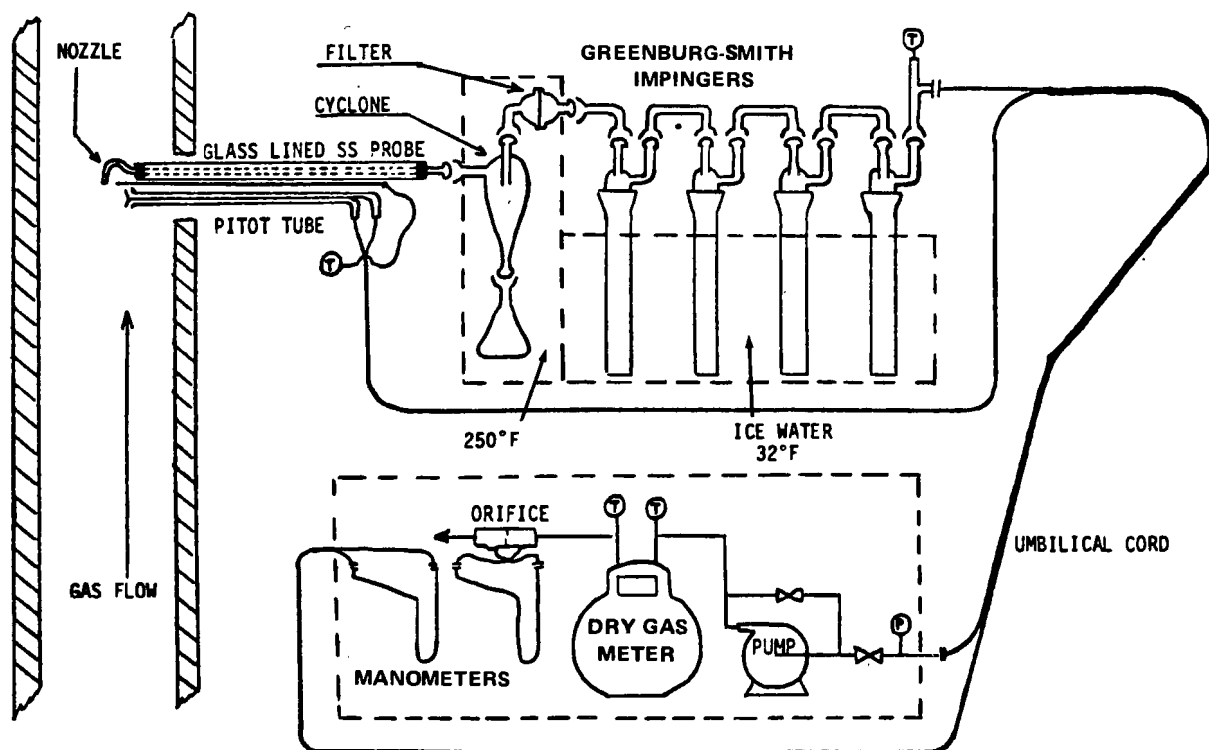 NOZZLE
FILTER
CYCLONE
GREENBURG-SMITH
IMPINGERS
T
GLASS LINED SS PROBE
PITOT TUBE
T
250°F
ICE WATER
32°F
GAS FLOW
ORIFICE
T
T
UMBILICAL CORD
DRY GAS
METER
PUMP
P
MANOMETERS